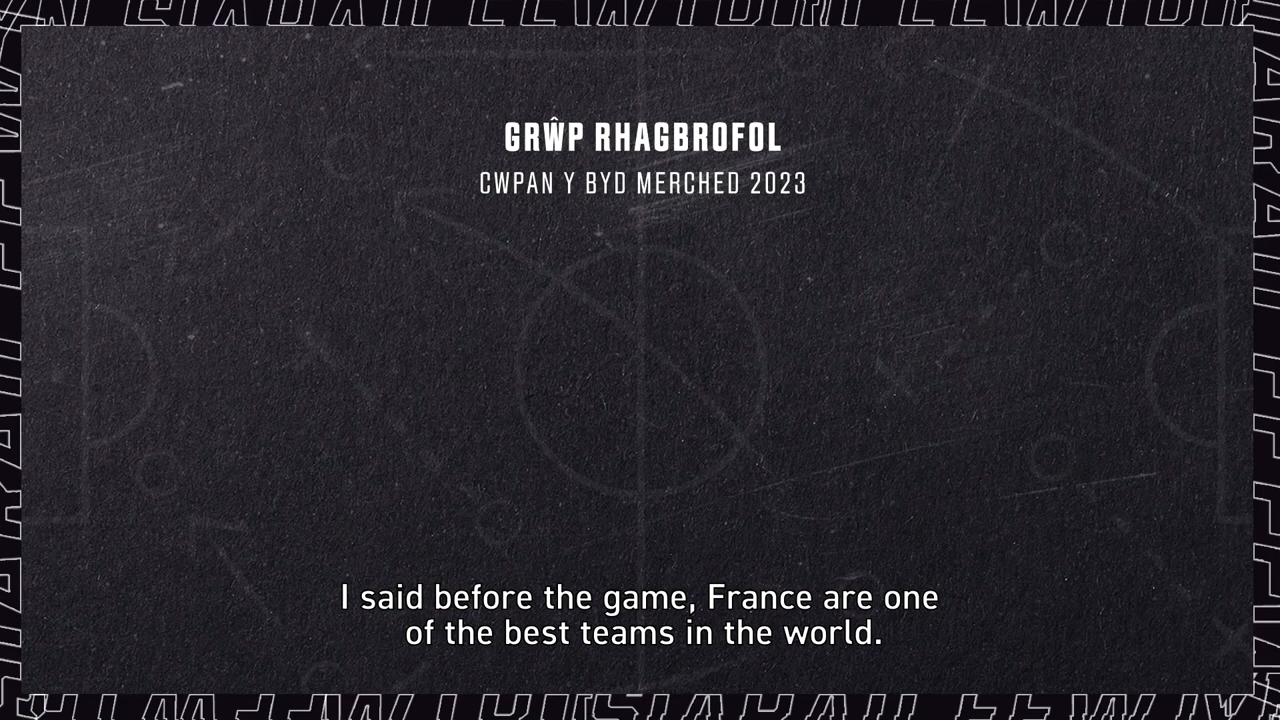 GRŴP RHAGBROFOL
CWPAN Y BYD MERCHED 2023
I said before the game, France are one
of the best teams in the world.